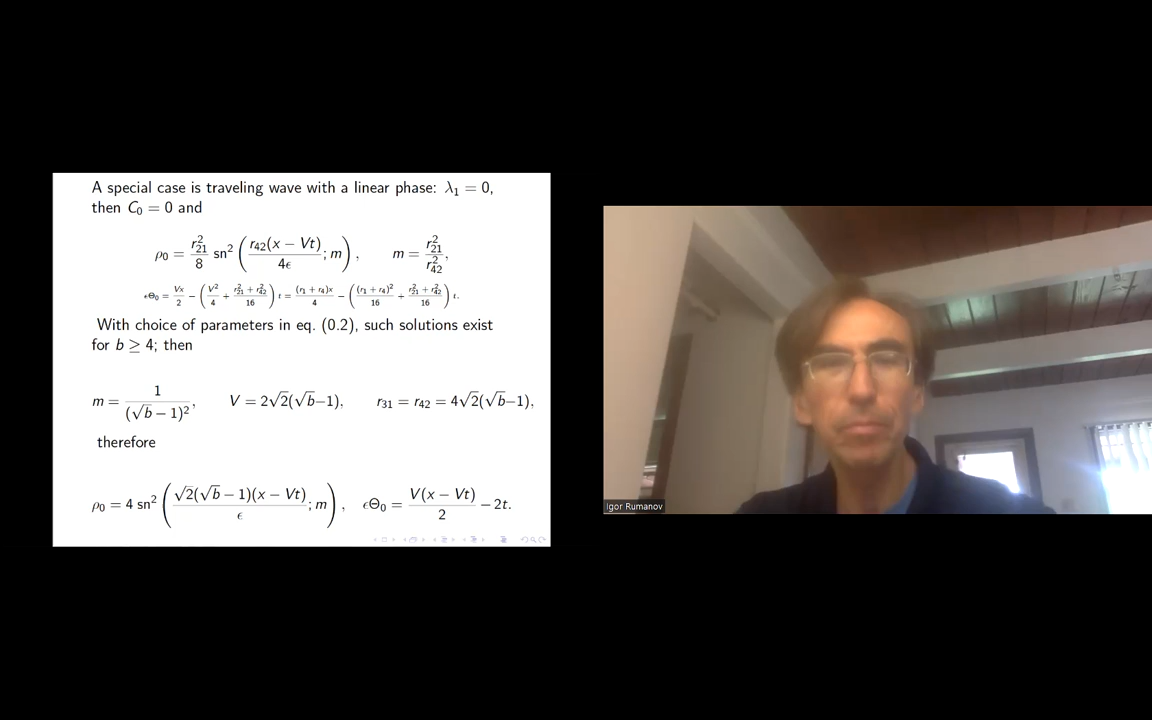 A special case is traveling wave with a linear phase: λ₁ = 0,
then C₀ = 0 and
ρ₀ = r₂₁²/8 sn² ( r₄₂(x − Vt)/4ϵ ; m ) , m = r₂₁²/r₄₂² ,
ϵΘ₀ = Vx/2 − ( V²/4 + (r₂₁² + r₄₂²)/16 ) t = (r₁ + r₄)x/4 − ( (r₁ + r₄)²/16 + (r₂₁² + r₄₂²)/16 ) t.
With choice of parameters in eq. (0.2), such solutions exist
for b ≥ 4; then
m = 1/(√b − 1)² , V = 2√2(√b−1), r₃₁ = r₄₂ = 4√2(√b−1),
therefore
ρ₀ = 4 sn² ( √2(√b − 1)(x − Vt)/ϵ ; m ) , ϵΘ₀ = V(x − Vt)/2 − 2t.
Igor Rumanov